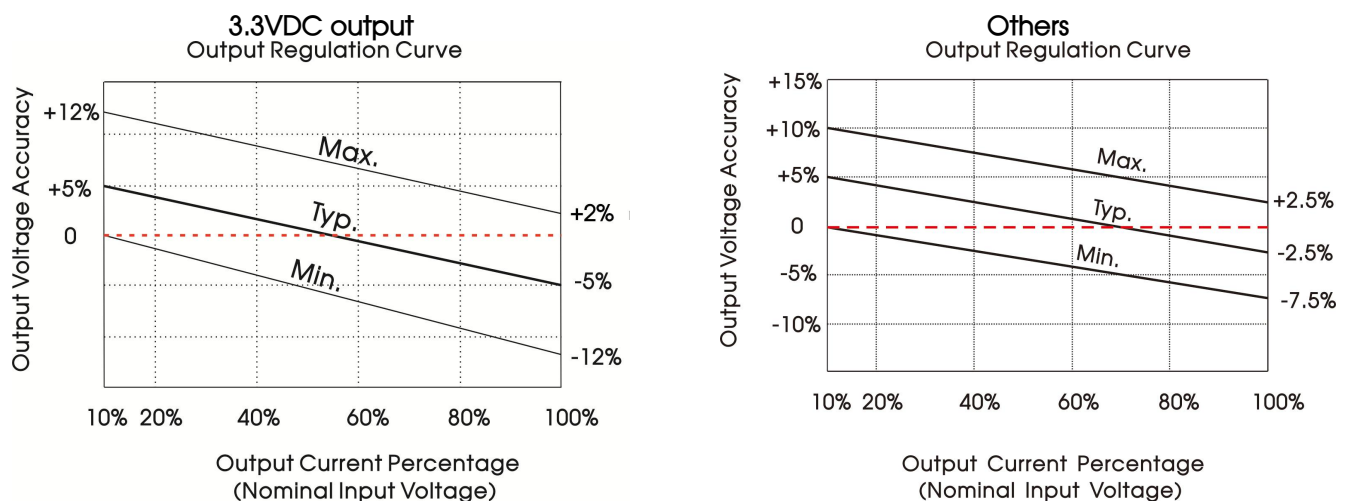 3.3VDC output
Output Regulation Curve
Output Voltage Accuracy
+12%
+5%
0
Max.
Typ.
Min.
+2%
-5%
-12%
10% 20% 40% 60% 80% 100%
Output Current Percentage
(Nominal Input Voltage)
Others
Output Regulation Curve
Output Voltage Accuracy
+15%
+10%
+5%
0
-5%
-10%
Max.
Typ.
Min.
+2.5%
-2.5%
-7.5%
10% 20% 40% 60% 80% 100%
Output Current Percentage
(Nominal Input Voltage)